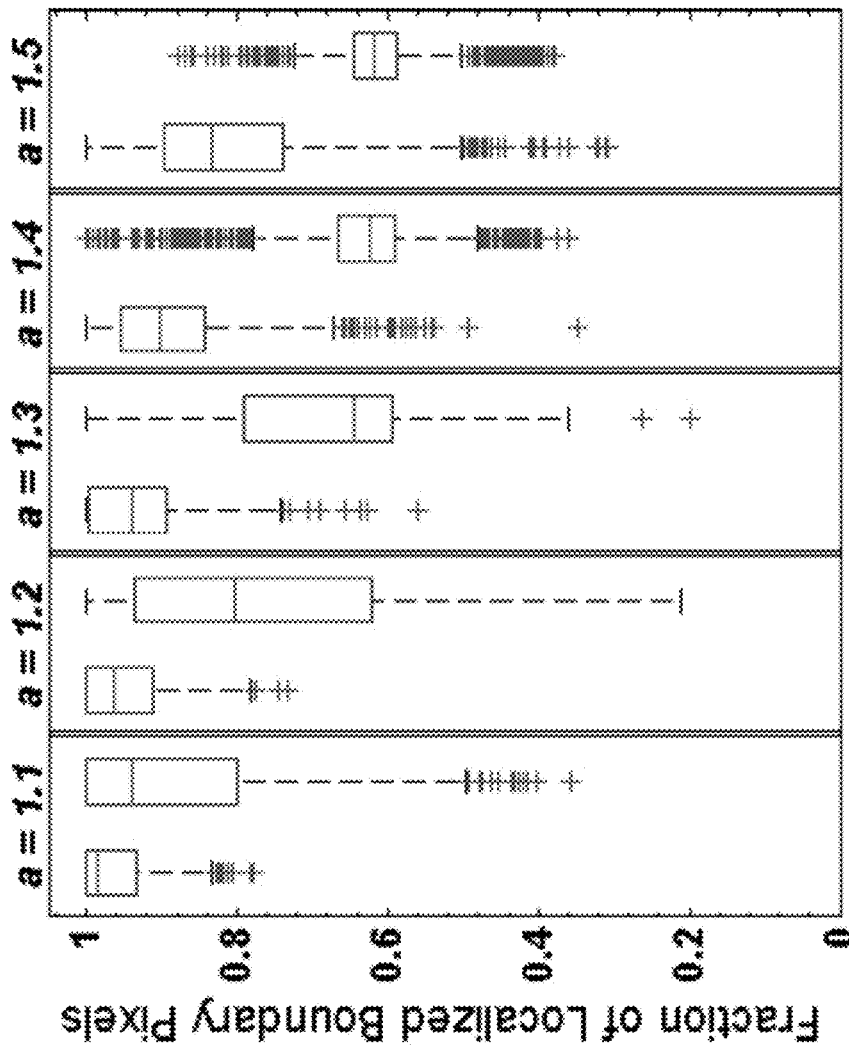 a = 1.1
a = 1.2
a = 1.3
a = 1.4
a = 1.5
Fraction of Localized Boundary Pixels
1
0.8
0.6
0.4
0.2
0